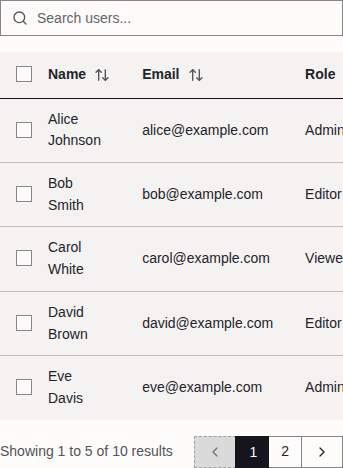 Search users...
Name Email Role
Alice
Johnson alice@example.com Admin
Bob
Smith bob@example.com Editor
Carol
White carol@example.com Viewe
David
Brown david@example.com Editor
Eve
Davis eve@example.com Admin
Showing 1 to 5 of 10 results 1 2